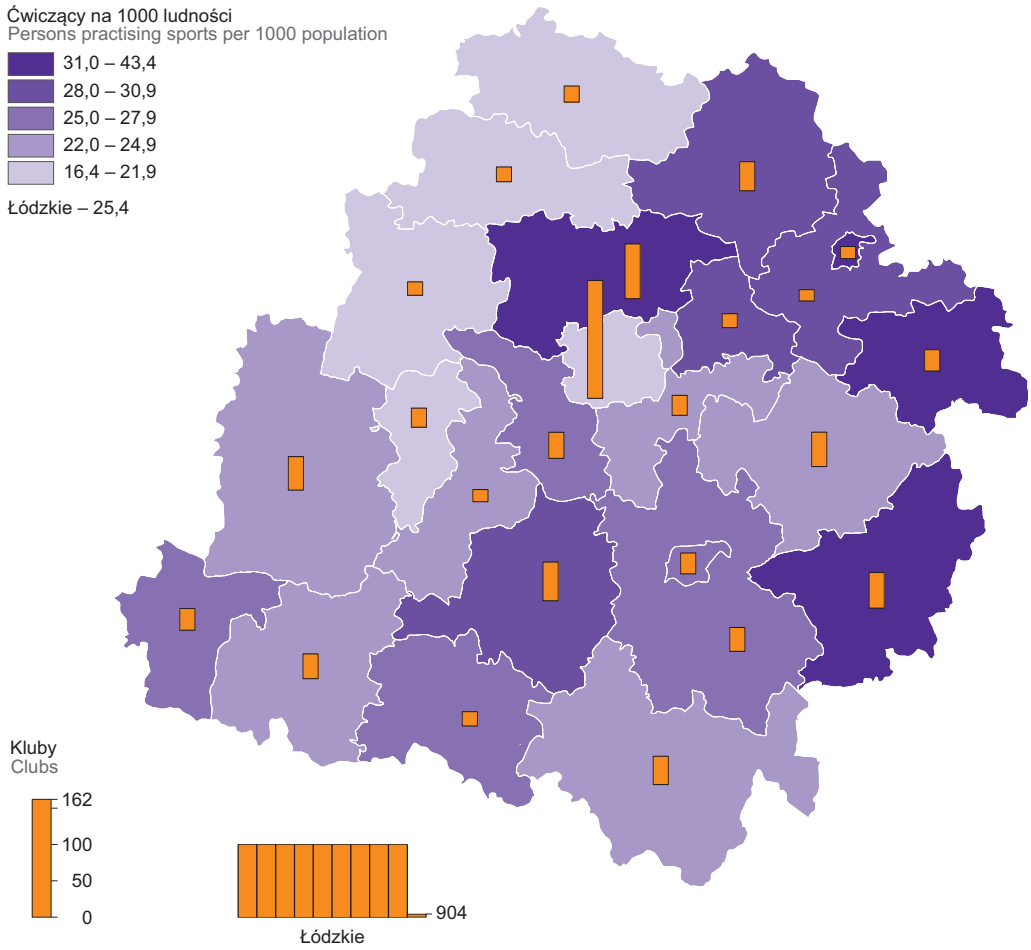 Ćwiczący na 1000 ludności
Persons practising sports per 1000 population
31,0 – 43,4
28,0 – 30,9
25,0 – 27,9
22,0 – 24,9
16,4 – 21,9
Łódzkie – 25,4
Kluby
Clubs
162
100
50
0
904
Łódzkie